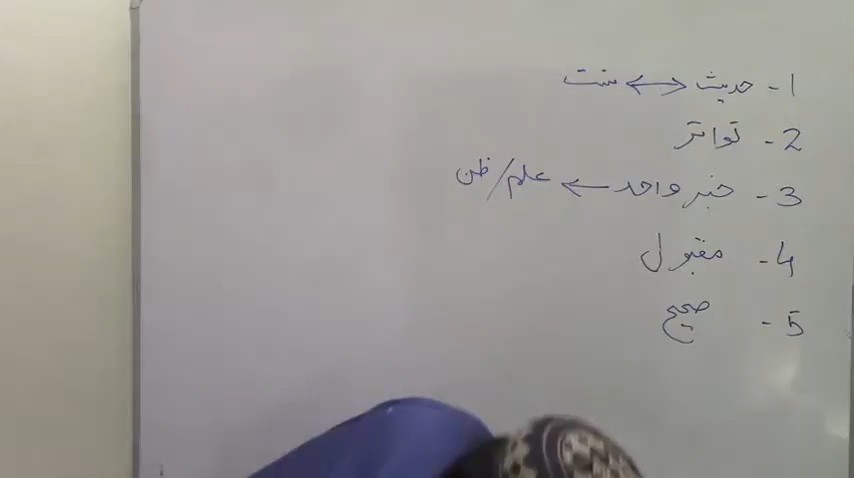 1- حدیث ↔ سنت
2- تواتر
3- خبر واحد ← علم/ظن
4- مقبول
5- صحیح